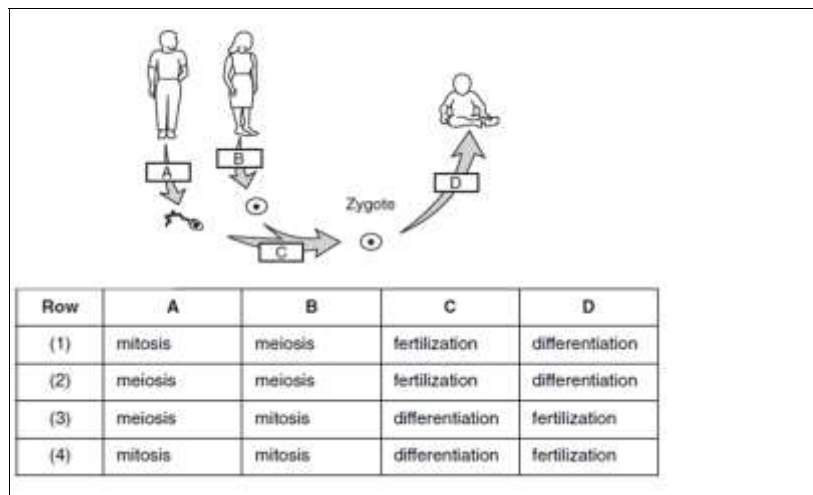 A
B
D
Zygote
C
Row A B C D
(1) mitosis meiosis fertilization differentiation
(2) meiosis meiosis fertilization differentiation
(3) meiosis mitosis differentiation fertilization
(4) mitosis mitosis differentiation fertilization